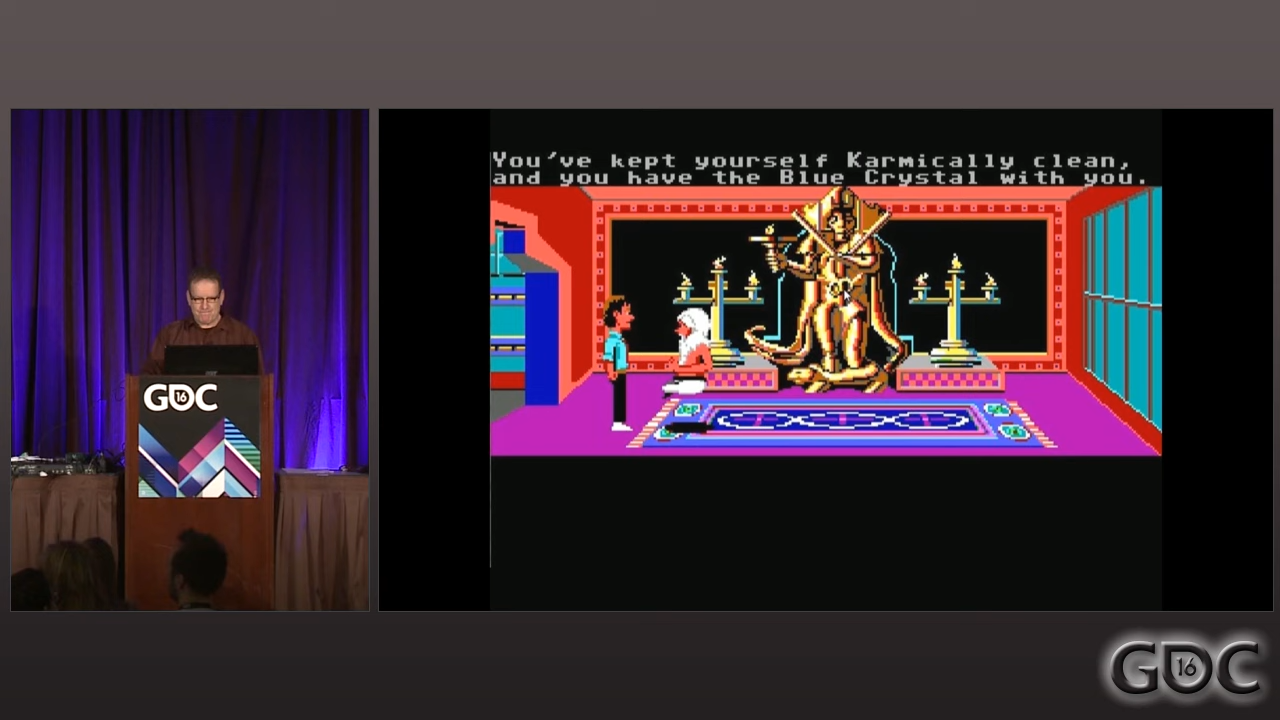 You've kept yourself Karmically clean,
and you have the Blue Crystal with you.
GDC
16
GDC
16